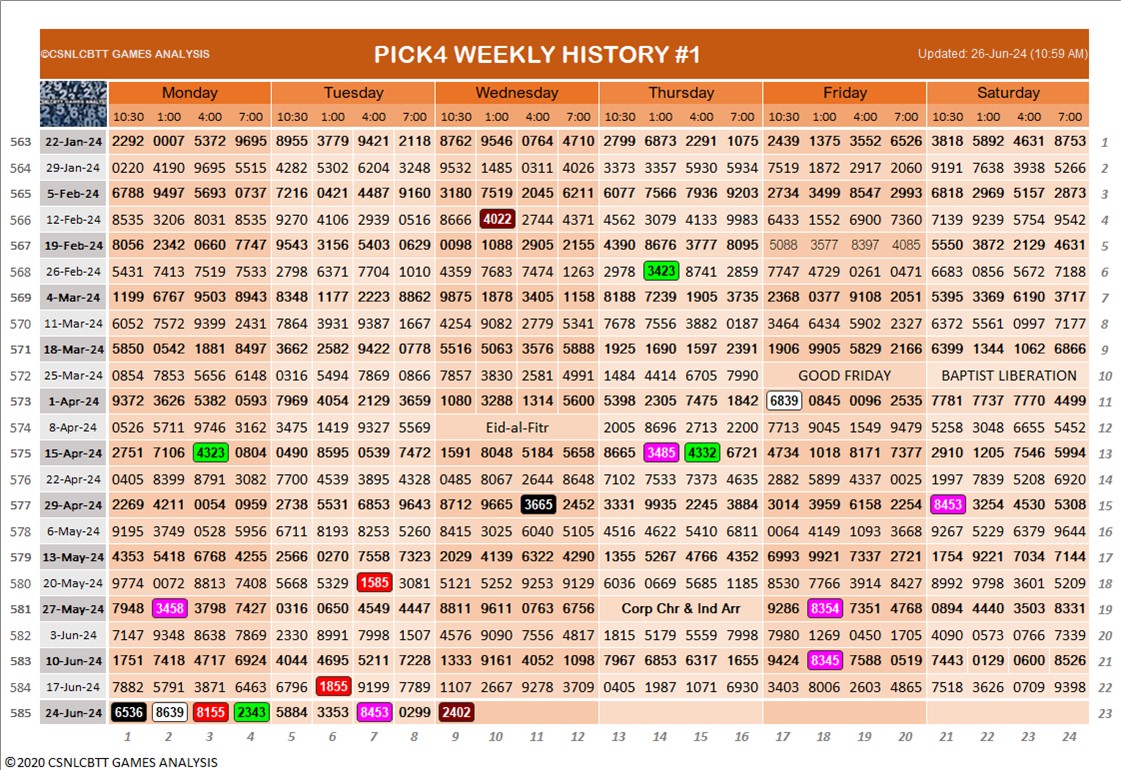 ©CSNLCBTT GAMES ANALYSIS PICK4 WEEKLY HISTORY #1 Updated: 26-Jun-24 (10:59 AM)
Monday Tuesday Wednesday Thursday Friday Saturday
10:30 1:00 4:00 7:00 10:30 1:00 4:00 7:00 10:30 1:00 4:00 7:00 10:30 1:00 4:00 7:00 10:30 1:00 4:00 7:00 10:30 1:00 4:00 7:00
563 22-Jan-24 2292 0007 5372 9695 8955 3779 9421 2118 8762 9546 0764 4710 2799 6873 2291 1075 2439 1375 3552 6526 3818 5892 4631 8753 1
564 29-Jan-24 0220 4190 9695 5515 4282 5302 6204 3248 9532 1485 0311 4026 3373 3357 5930 5934 7519 1872 2917 2060 9191 7638 3938 5266 2
565 5-Feb-24 6788 9497 5693 0737 7216 0421 4487 9160 3180 7519 2045 6211 6077 7566 7936 9203 2734 3499 8547 2993 6818 2969 5157 2873 3
566 12-Feb-24 8535 3206 8031 8535 9270 4106 2939 0516 8666 4022 2744 4371 4562 3079 4133 9983 6433 1552 6900 7360 7139 9239 5754 9542 4
567 19-Feb-24 8056 2342 0660 7747 9543 3156 5403 0629 0098 1088 2905 2155 4390 8676 3777 8095 5088 3577 8397 4085 5550 3872 2129 4631 5
568 26-Feb-24 5431 7413 7519 7533 2798 6371 7704 1010 4359 7683 7474 1263 2978 3423 8741 2859 7747 4729 0261 0471 6683 0856 5672 7188 6
569 4-Mar-24 1199 6767 9503 8943 8348 1177 2223 8862 9875 1878 3405 1158 8188 7239 1905 3735 2368 0377 9108 2051 5395 3369 6190 3717 7
570 11-Mar-24 6052 7572 9399 2431 7864 3931 9387 1667 4254 9082 2779 5341 7678 7556 3882 0187 3464 6434 5902 2327 6372 5561 0997 7177 8
571 18-Mar-24 5850 0542 1881 8497 3662 2582 9422 0778 5516 5063 3576 5888 1925 1690 1597 2391 1906 9905 5829 2166 6399 1344 1062 6866 9
572 25-Mar-24 0854 7853 5656 6148 0316 5494 7869 0866 7857 3830 2581 4991 1484 4414 6705 7990 GOOD FRIDAY BAPTIST LIBERATION 10
573 1-Apr-24 9372 3626 5382 0593 7969 4054 2129 3659 1080 3288 1314 5600 5398 2305 7475 1842 6839 0845 0096 2535 7781 7737 7770 4499 11
574 8-Apr-24 0526 5711 9746 3162 3475 1419 9327 5569 Eid-al-Fitr 2005 8696 2713 2200 7713 9045 1549 9479 5258 3048 6655 5452 12
575 15-Apr-24 2751 7106 4323 0804 0490 8595 0539 7472 1591 8048 5184 5658 8665 3485 4332 6721 4734 1018 8171 7377 2910 1205 7546 5994 13
576 22-Apr-24 0405 8399 8791 3082 7700 4539 3895 4328 0485 8067 2644 8648 7102 7533 7373 4635 2882 5899 4337 0025 1997 7839 5208 6920 14
577 29-Apr-24 2269 4211 0054 0059 2738 5531 6853 9643 8712 9665 3665 2452 3331 9935 2245 3884 3014 3959 6158 2254 8453 3254 4530 5308 15
578 6-May-24 9195 3749 0528 5956 6711 8193 8253 5260 8415 3025 6040 5105 4516 4622 5410 6811 0064 4149 1093 3668 9267 5229 6379 9644 16
579 13-May-24 4353 5418 6768 4255 2566 0270 7558 7323 2029 4139 6322 4290 1355 5267 4766 4352 6993 9921 7337 2721 1754 9221 7034 7144 17
580 20-May-24 9774 0072 8813 7408 5668 5329 1585 3081 5121 5252 9253 9129 6036 0669 5685 1185 8530 7766 3914 8427 8992 9798 3601 5209 18
581 27-May-24 7948 3458 3798 7427 0316 0650 4549 4447 8811 9611 0763 6756 Corp Chr & Ind Arr 9286 8354 7351 4768 0894 4440 3503 8331 19
582 3-Jun-24 7147 9348 8638 7869 2330 8991 7998 1507 4576 9090 7556 4817 1815 5179 5559 7998 7980 1269 0450 1705 4090 0573 0766 7339 20
583 10-Jun-24 1751 7418 4717 6924 4044 4695 5211 7228 1333 9161 4052 1098 7967 6853 6317 1655 9424 8345 7588 0519 7443 0129 0600 8526 21
584 17-Jun-24 7882 5791 3871 6463 6796 1855 9199 7789 1107 2667 9278 3709 0405 1987 1071 6930 3403 8006 2603 4865 7518 3626 0709 9398 22
585 24-Jun-24 6536 8639 8155 2343 5884 3353 8453 0299 2402 23
1 2 3 4 5 6 7 8 9 10 11 12 13 14 15 16 17 18 19 20 21 22 23 24
©2020 CSNLCBTT GAMES ANALYSIS